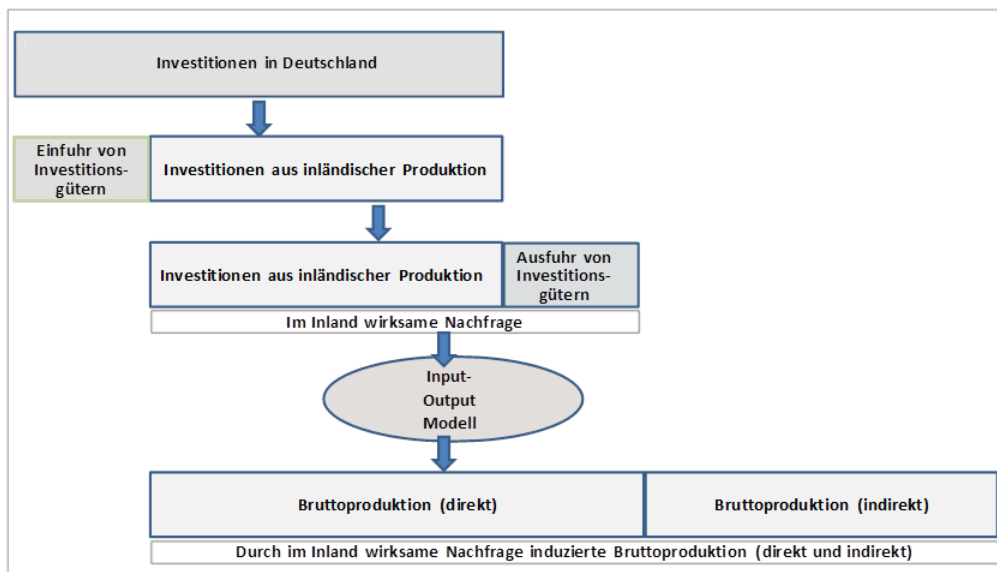 Investitionen in Deutschland
Einfuhr von
Investitions-
gütern
Investitionen aus inländischer Produktion
Investitionen aus inländischer Produktion
Ausfuhr von
Investitions-
gütern
Im Inland wirksame Nachfrage
Input-
Output
Modell
Bruttoproduktion (direkt)
Bruttoproduktion (indirekt)
Durch im Inland wirksame Nachfrage induzierte Bruttoproduktion (direkt und indirekt)